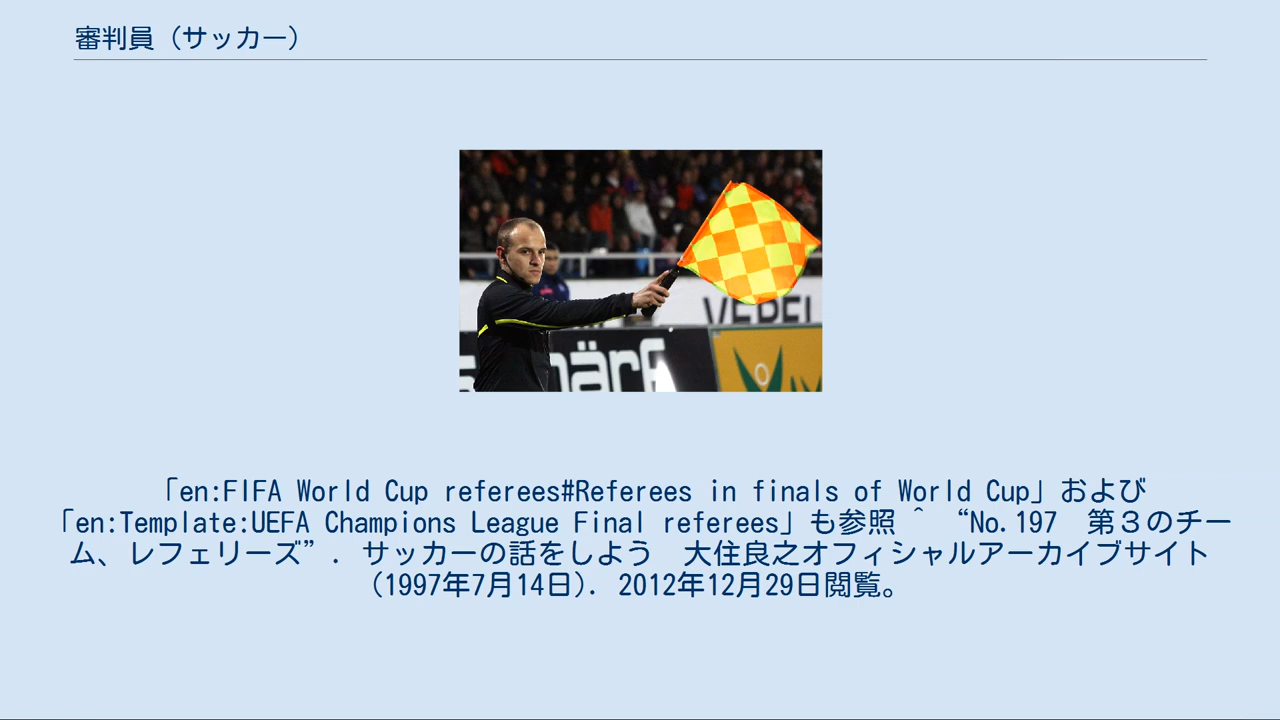 審判員（サッカー）
VERFL
märf
「en:FIFA World Cup referees#Referees in finals of World Cup」および
「en:Template:UEFA Champions League Final referees」も参照 ^ “No.197　第３のチー
ム、レフェリーズ”. サッカーの話をしよう　大住良之オフィシャルアーカイブサイト
(1997年7月14日). 2012年12月29日閲覧。